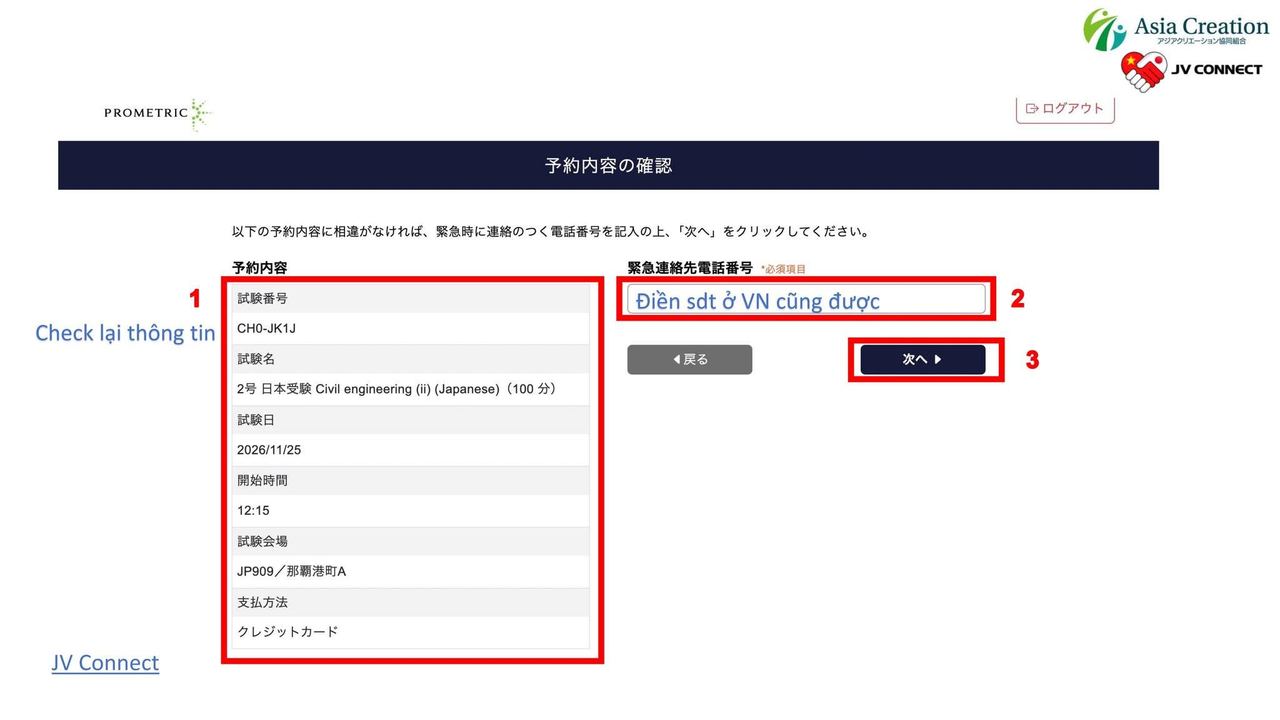 Asia Creation
アジアクリエーション協同組合
JV CONNECT
PROMETRIC
ログアウト
予約内容の確認
以下の予約内容に相違がなければ、緊急時に連絡のつく電話番号を記入の上、「次へ」をクリックしてください。
予約内容
1
Check lại thông tin
試験番号
CH0-JK1J
試験名
2号 日本受験 Civil engineering (ii) (Japanese)（100 分）
試験日
2026/11/25
開始時間
12:15
試験会場
JP909／那覇港町A
支払方法
クレジットカード
緊急連絡先電話番号 *必須項目
Điền sdt ở VN cũng được
2
戻る
次へ
3
JV Connect